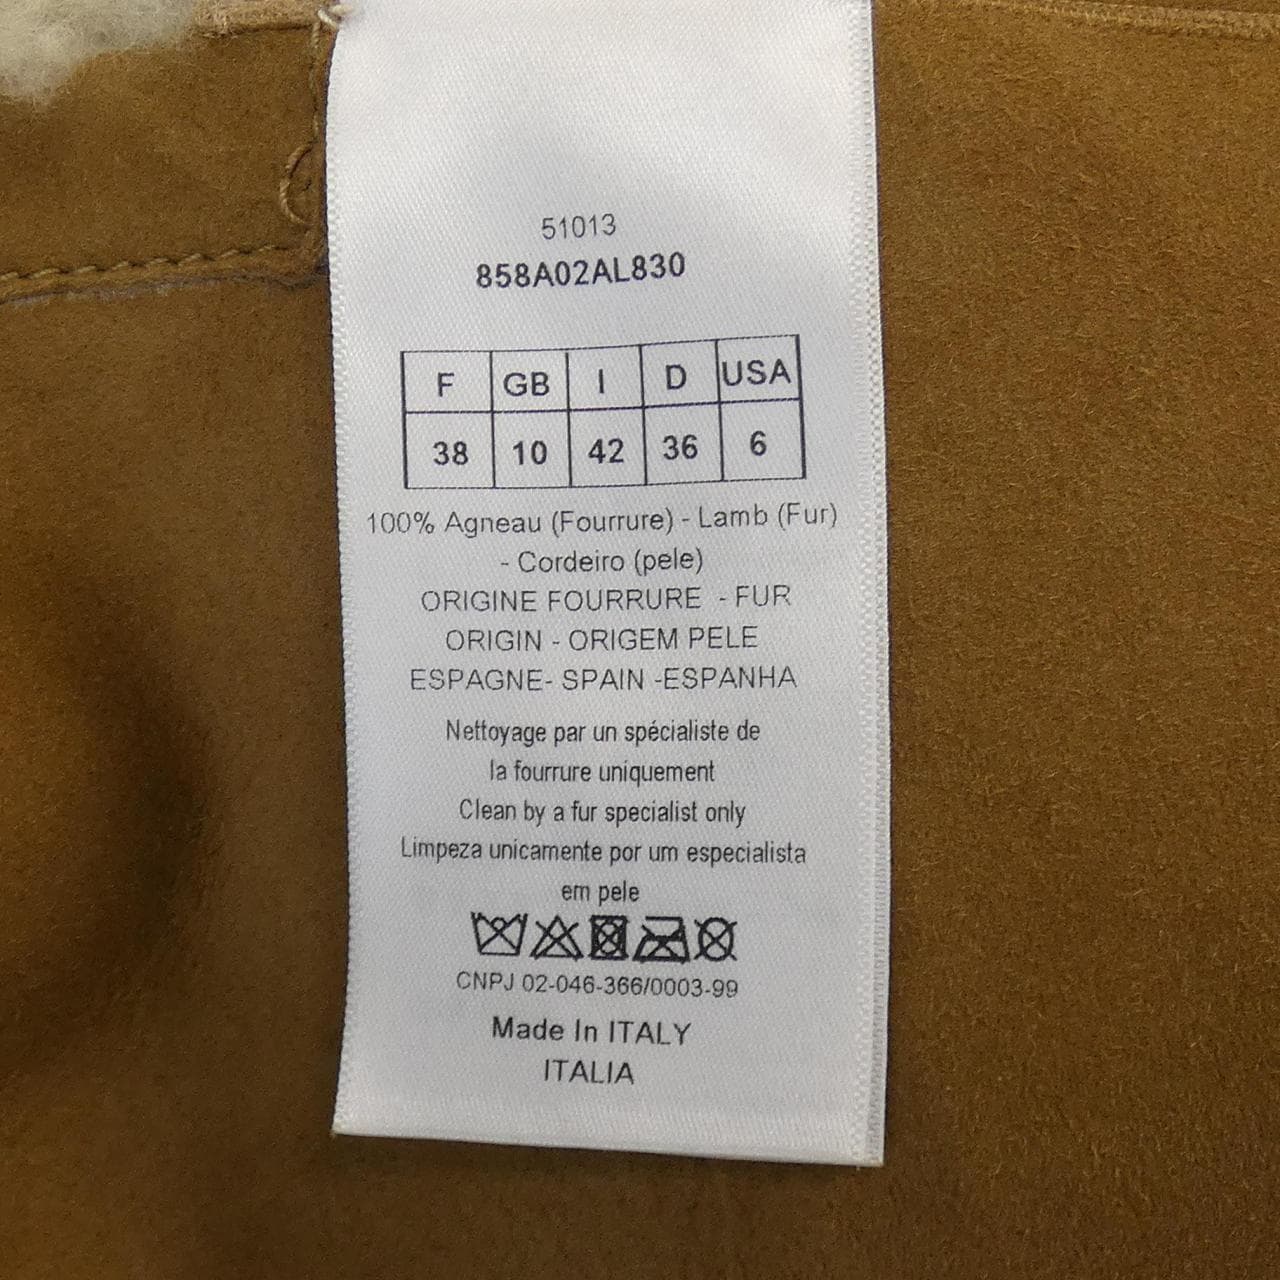 51013
858A02AL830
F GB I D USA
38 10 42 36 6
100% Agneau (Fourrure) - Lamb (Fur)
- Cordeiro (pele)
ORIGINE FOURRURE - FUR
ORIGIN - ORIGEM PELE
ESPAGNE- SPAIN -ESPANHA
Nettoyage par un spécialiste de
la fourrure uniquement
Clean by a fur specialist only
Limpeza unicamente por um especialista
em pele
CNPJ 02-046-366/0003-99
Made In ITALY
ITALIA